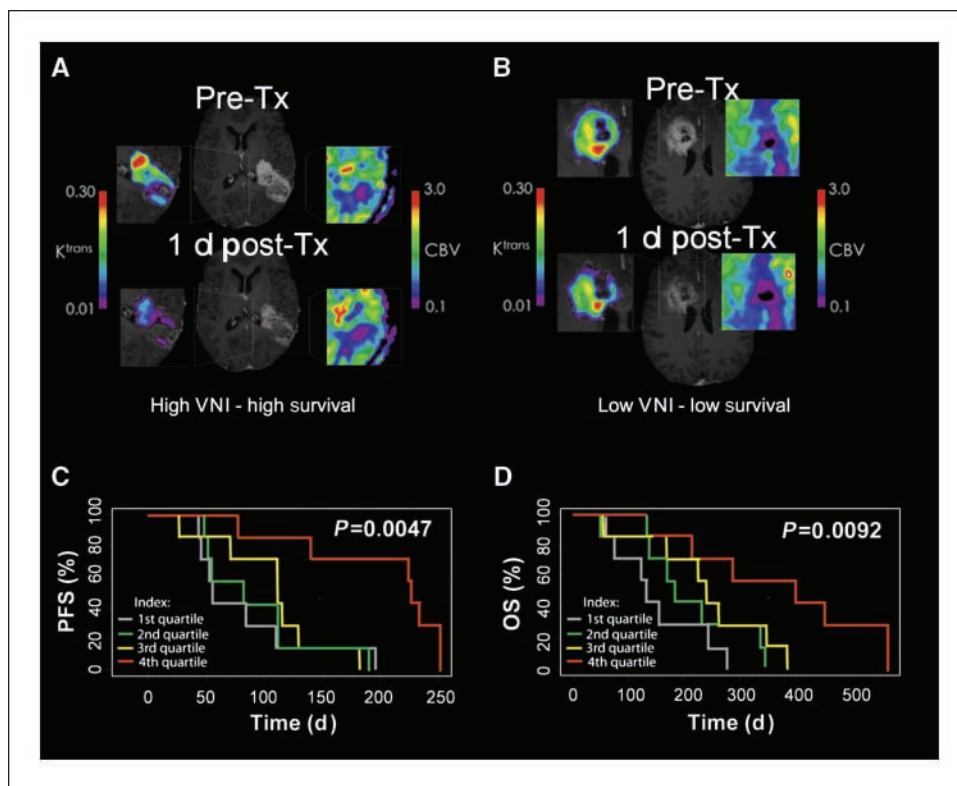 A
Pre-Tx
0.30
Ktrans
0.01
3.0
CBV
0.1
1 d post-Tx
High VNI - high survival
B
Pre-Tx
0.30
Ktrans
0.01
3.0
CBV
0.1
1 d post-Tx
Low VNI - low survival
C
P=0.0047
PFS (%)
100
80
60
40
20
0
Index:
1st quartile
2nd quartile
3rd quartile
4th quartile
0 50 100 150 200 250
Time (d)
D
P=0.0092
OS (%)
100
80
60
40
20
0
Index:
1st quartile
2nd quartile
3rd quartile
4th quartile
0 100 200 300 400 500
Time (d)